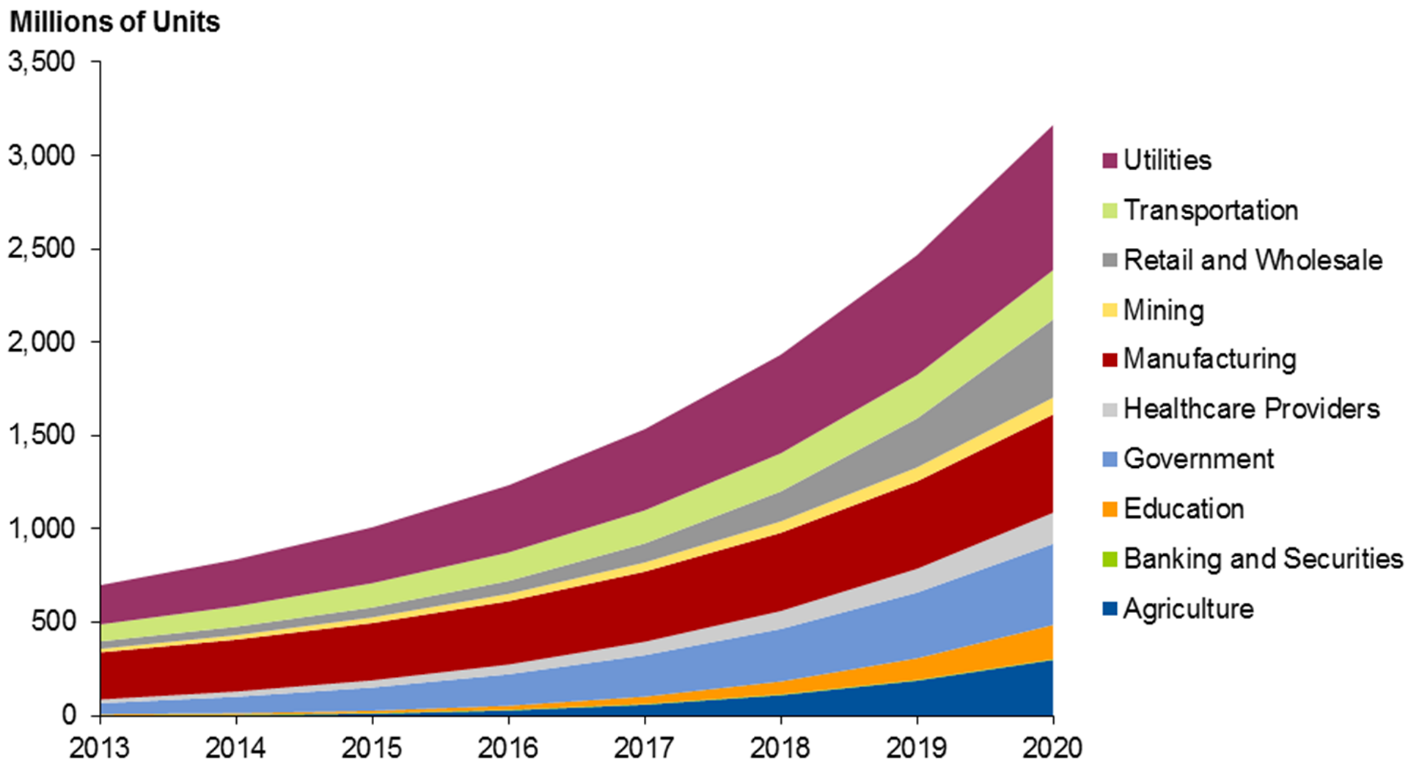 Millions of Units
3,500
3,000
2,500
2,000
1,500
1,000
500
0
2013 2014 2015 2016 2017 2018 2019 2020
Utilities
Transportation
Retail and Wholesale
Mining
Manufacturing
Healthcare Providers
Government
Education
Banking and Securities
Agriculture